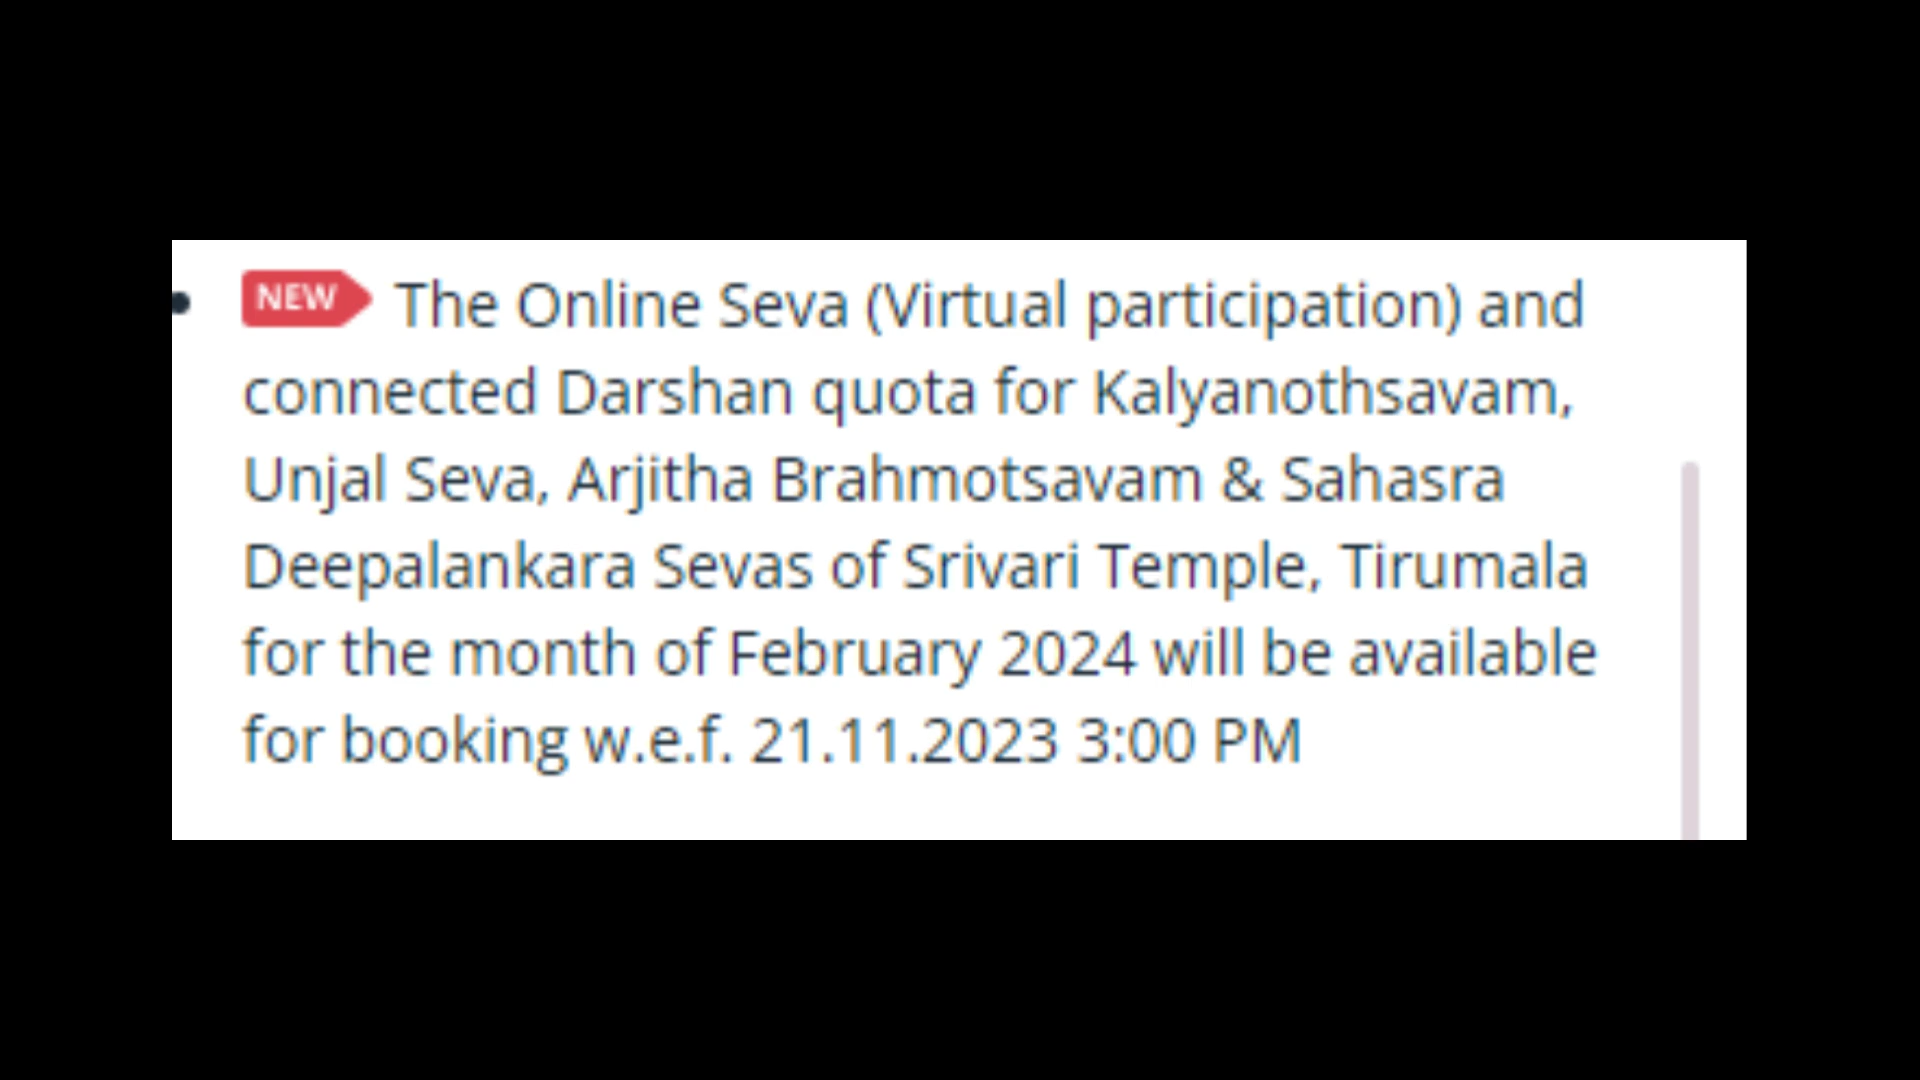 NEW The Online Seva (Virtual participation) and
connected Darshan quota for Kalyanothsavam,
Unjal Seva, Arjitha Brahmotsavam & Sahasra
Deepalankara Sevas of Srivari Temple, Tirumala
for the month of February 2024 will be available
for booking w.e.f. 21.11.2023 3:00 PM